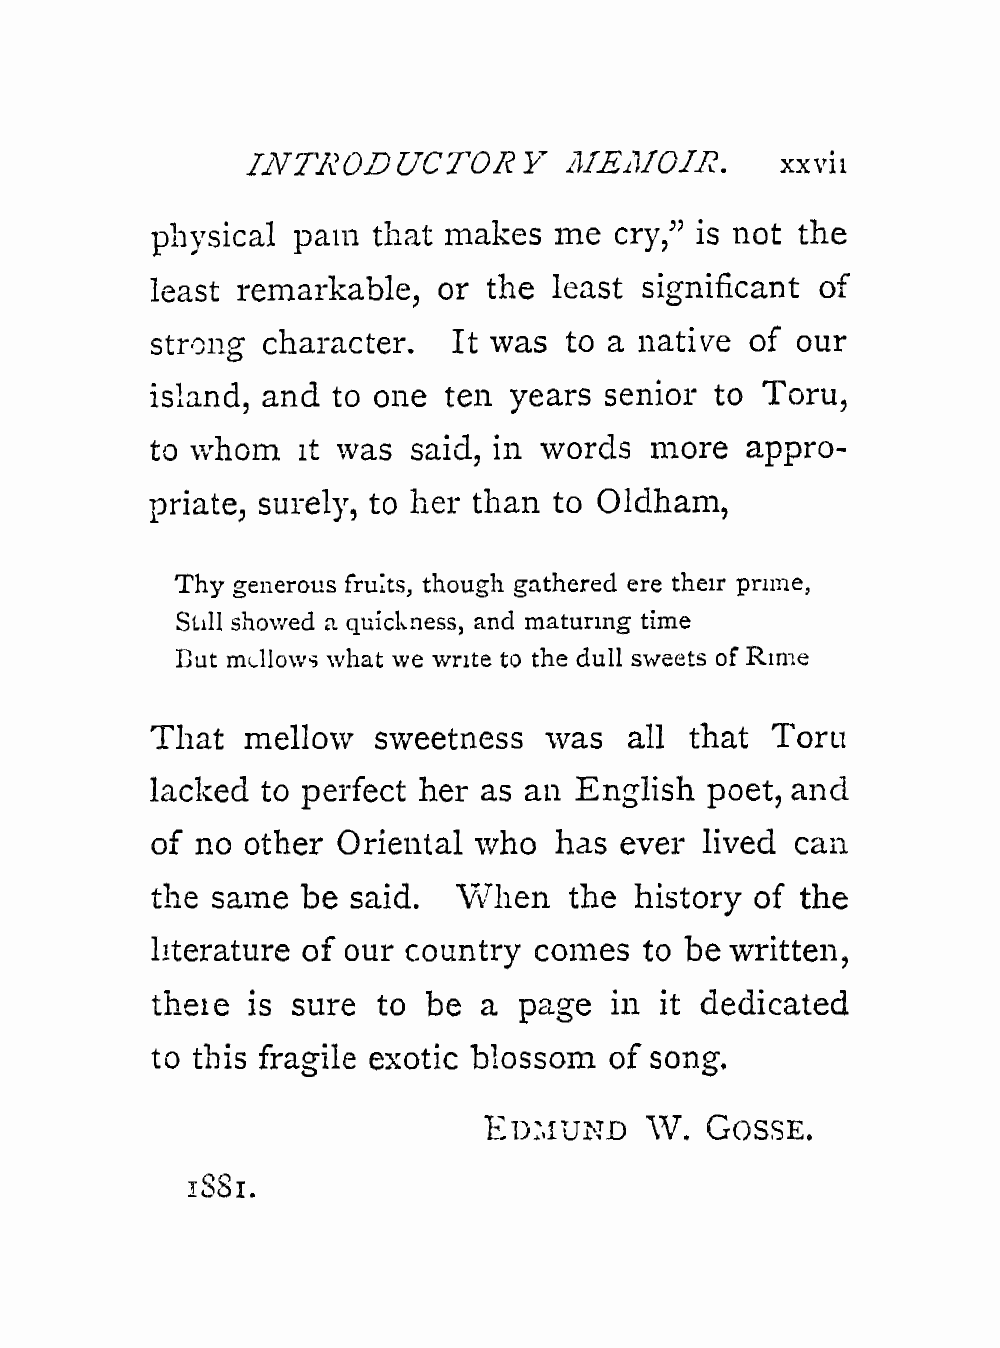 INTRODUCTORY MEMOIR. xxvii
physical pain that makes me cry,” is not the
least remarkable, or the least significant of
strong character. It was to a native of our
island, and to one ten years senior to Toru,
to whom it was said, in words more appro-
priate, surely, to her than to Oldham,
Thy generous fruits, though gathered ere their prime,
Still showed a quickness, and maturing time
But mellows what we write to the dull sweets of Rime
That mellow sweetness was all that Toru
lacked to perfect her as an English poet, and
of no other Oriental who has ever lived can
the same be said. When the history of the
literature of our country comes to be written,
there is sure to be a page in it dedicated
to this fragile exotic blossom of song.
EDMUND W. GOSSE.
1881.